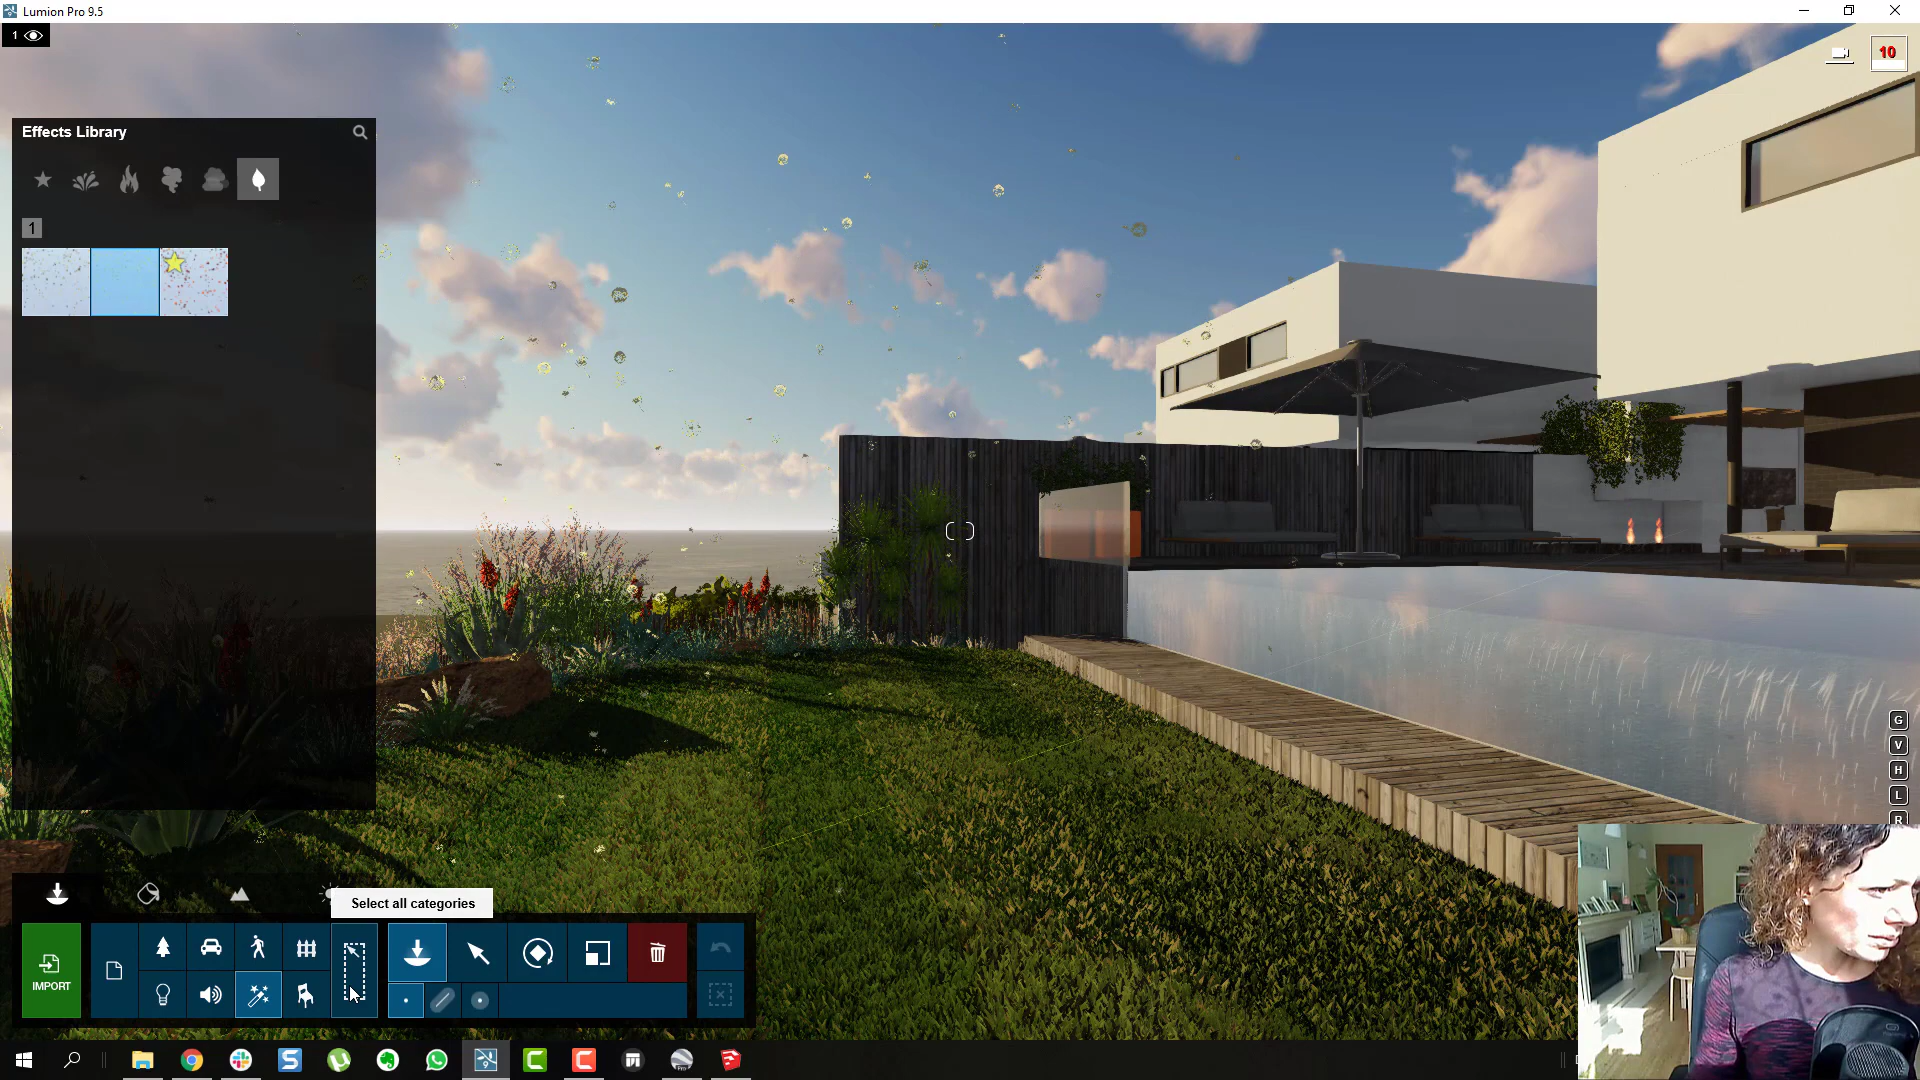 Lumion Pro 9.5
1
10
Effects Library
1
G
V
H
L
R
Select all categories
IMPORT